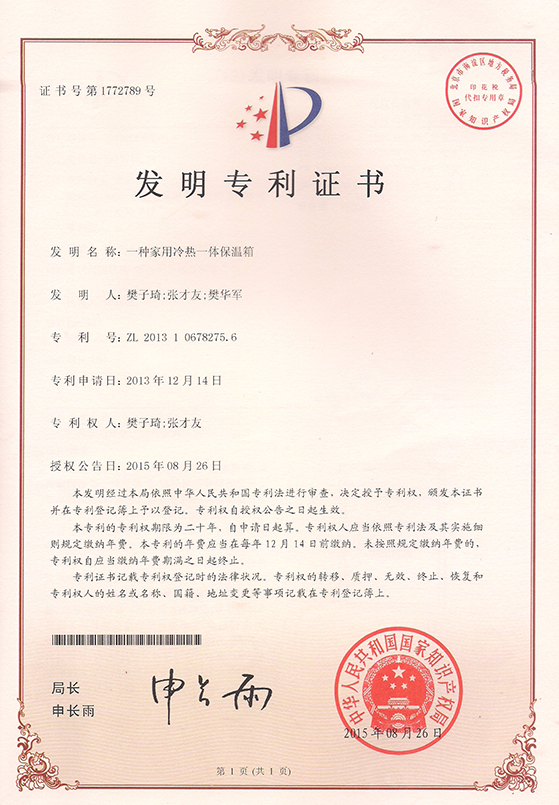 证书号第1772789号
北京市海淀区地方税务局
印花税
代扣专用章
国家知识产权局
发明专利证书
发明名称：一种家用冷热一体保温箱
发明人：樊子琦;张才友;樊华军
专利号：ZL 2013 1 0678275.6
专利申请日：2013年12月14日
专利权人：樊子琦;张才友
授权公告日：2015年08月26日
本发明经过本局依照中华人民共和国专利法进行审查，决定授予专利权，颁发本证书
并在专利登记簿上予以登记。专利权自授权公告之日起生效。
本专利的专利权期限为二十年，自申请日起算。专利权人应当依照专利法及其实施细
则规定缴纳年费。本专利的年费应当在每年12月14日前缴纳。未按照规定缴纳年费的，
专利权自应当缴纳年费期满之日起终止。
专利证书记载专利权登记时的法律状况。专利权的转移、质押、无效、终止、恢复和
专利权人的姓名或名称、国籍、地址变更等事项记载在专利登记簿上。
局长
申长雨
申长雨
中华人民共和国国家知识产权局
2015年08月26日
第1页(共1页)